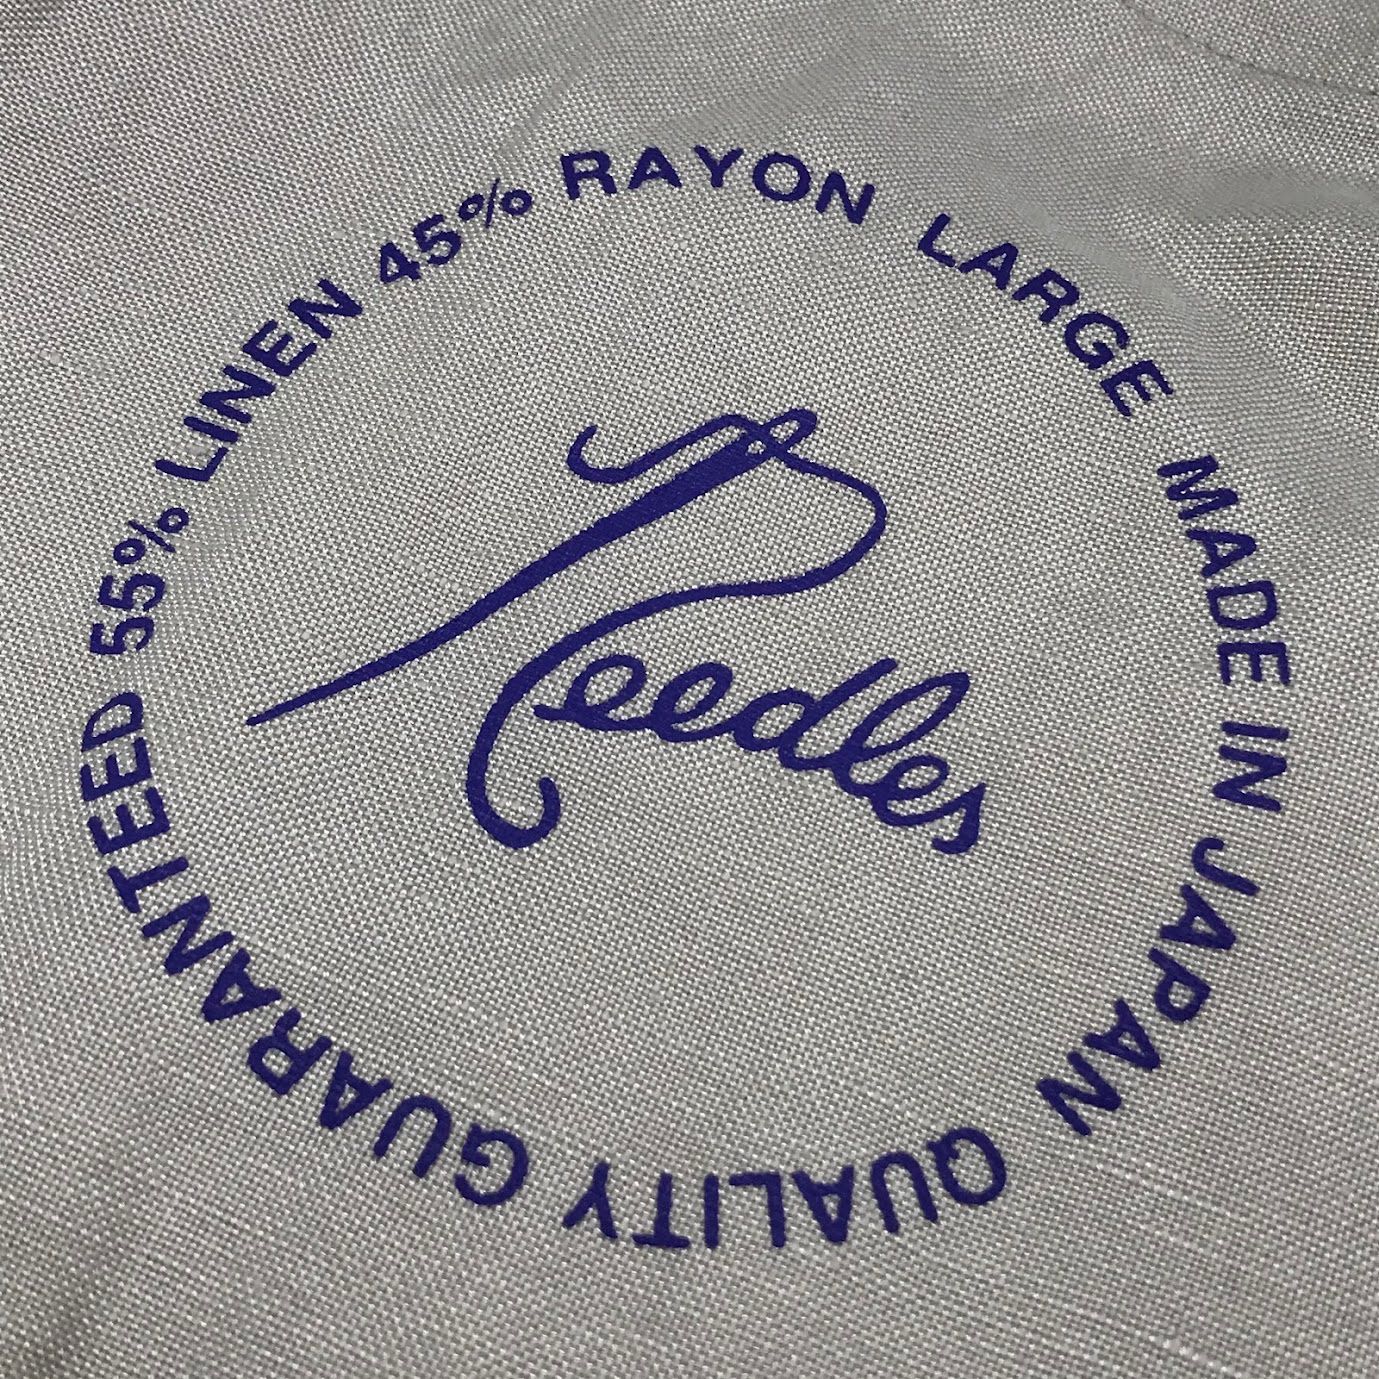 55% LINEN 45% RAYON LARGE MADE IN JAPAN QUALITY GUARANTEED
Needles